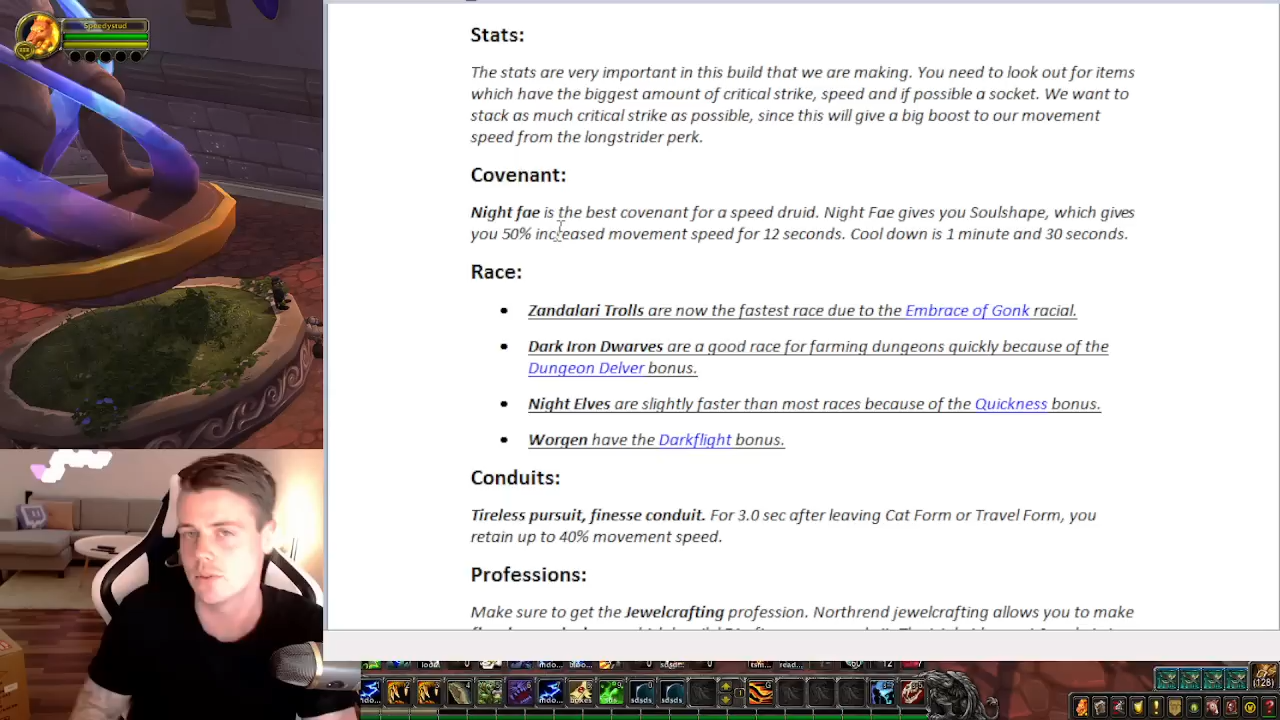 Speedystud
Stats:
The stats are very important in this build that we are making. You need to look out for items
which have the biggest amount of critical strike, speed and if possible a socket. We want to
stack as much critical strike as possible, since this will give a big boost to our movement
speed from the longstrider perk.
Covenant:
Night fae is the best covenant for a speed druid. Night Fae gives you Soulshape, which gives
you 50% increased movement speed for 12 seconds. Cool down is 1 minute and 30 seconds.
Race:
Zandalari Trolls are now the fastest race due to the Embrace of Gonk racial.
Dark Iron Dwarves are a good race for farming dungeons quickly because of the
Dungeon Delver bonus.
Night Elves are slightly faster than most races because of the Quickness bonus.
Worgen have the Darkflight bonus.
Conduits:
Tireless pursuit, finesse conduit. For 3.0 sec after leaving Cat Form or Travel Form, you
retain up to 40% movement speed.
Professions:
Make sure to get the Jewelcrafting profession. Northrend jewelcrafting allows you to make